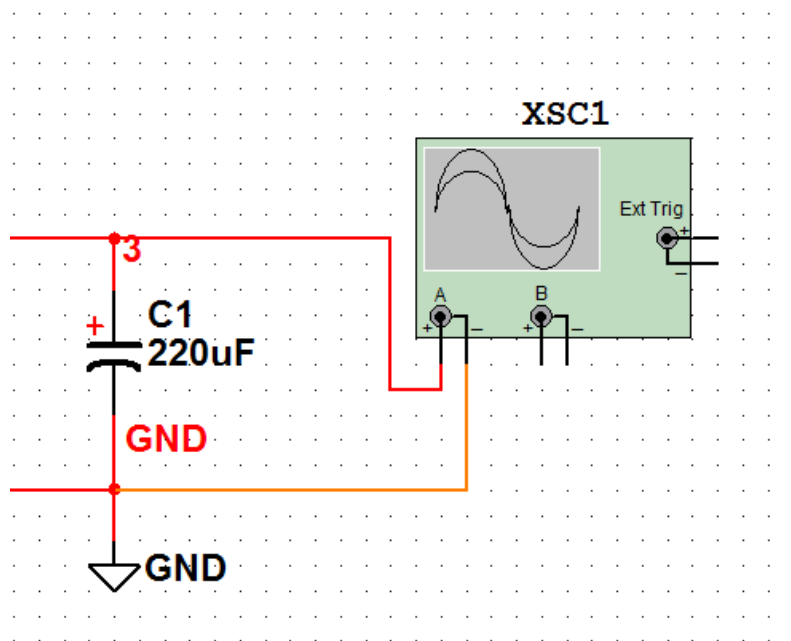 XSC1
Ext Trig
+
−
3
A
B
+
−
+
−
C1
+
220uF
GND
GND